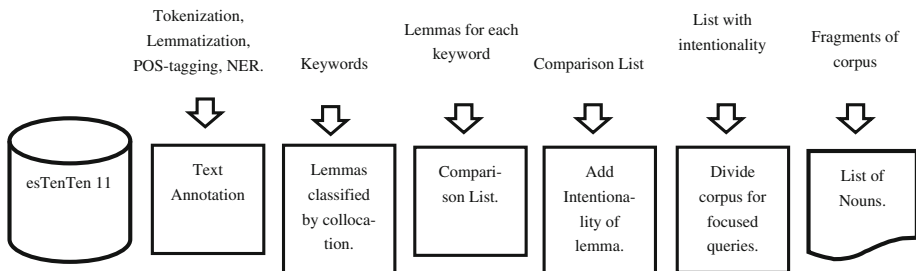 Tokenization,
Lemmatization,
POS-tagging, NER.
Keywords
Lemmas for each
keyword
Comparison List
List with
intentionality
Fragments of
corpus
esTenTen 11
Text
Annotation
Lemmas
classified
by colloca-
tion.
Compari-
son List.
Add
Intentiona-
lity of
lemma.
Divide
corpus for
focused
queries.
List of
Nouns.